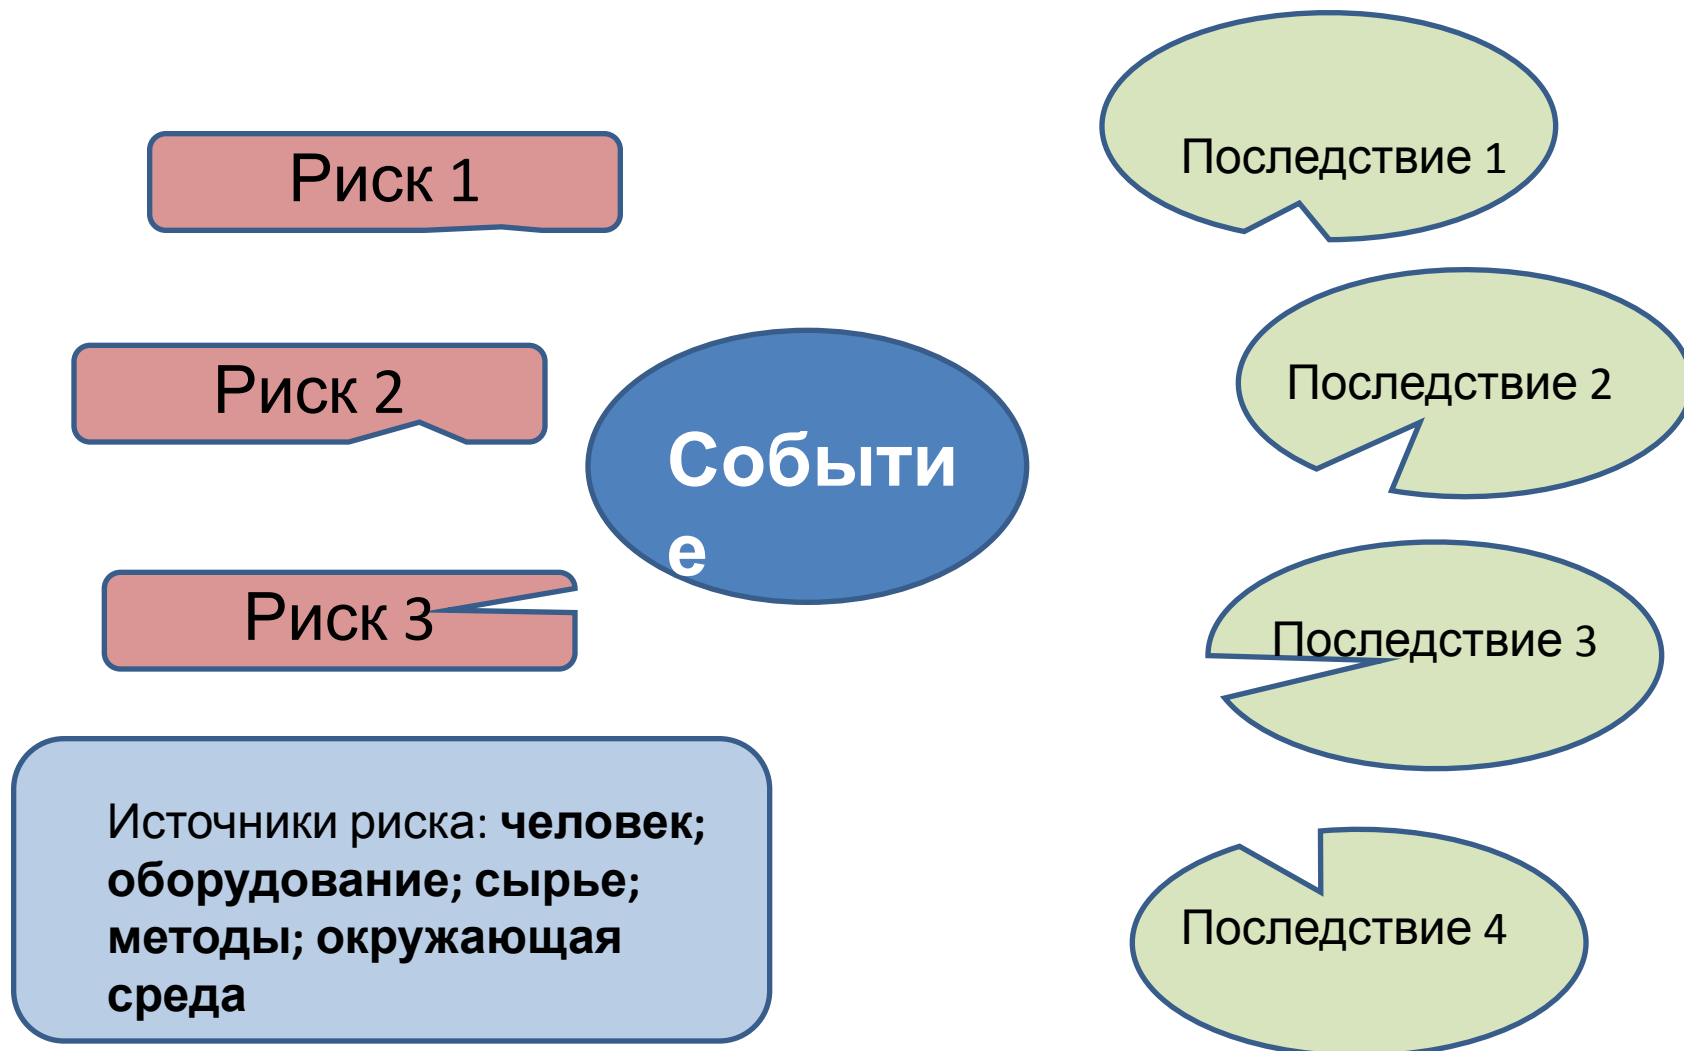 Риск 1
Риск 2
Риск 3
Событи
е
Источники риска: человек;
оборудование; сырье;
методы; окружающая
среда
Последствие 1
Последствие 2
Последствие 3
Последствие 4